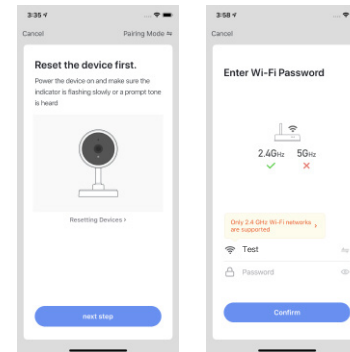 3:35
Cancel
Pairing Mode
Reset the device first.
Power the device on and make sure the
indicator is flashing slowly or a prompt tone
is heard
Resetting Devices >
next step
3:58
Cancel
Enter Wi-Fi Password
2.4GHz 5GHz
Only 2.4 GHz Wi-Fi networks
are supported
Test
Password
Confirm